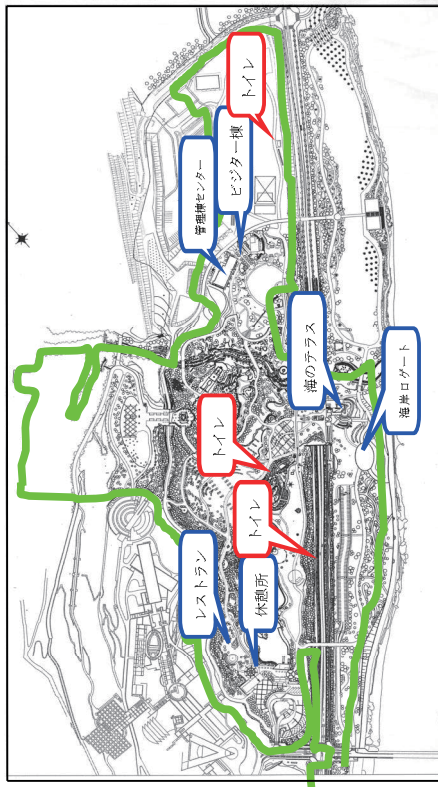 トイレ
ビジター棟
管理棟センター
海のテラス
海岸口ゲート
トイレ
トイレ
レストラン
休憩所